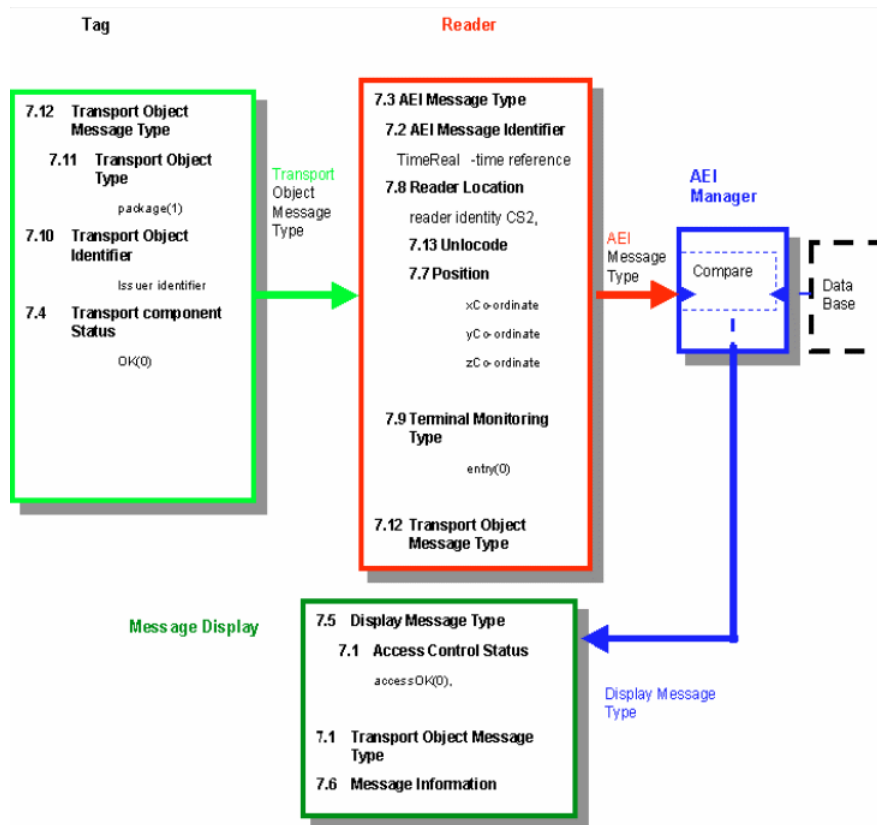 Tag
Reader
7.12 Transport Object
Message Type
7.11 Transport Object
Type
package(1)
7.10 Transport Object
Identifier
Issuer identifier
7.4 Transport component
Status
OK(0)
Transport
Object
Message
Type
7.3 AEI Message Type
7.2 AEI Message Identifier
TimeReal -time reference
7.8 Reader Location
reader identity CS2,
7.13 Unlocode
7.7 Position
xCo-ordinate
yCo-ordinate
zCo-ordinate
7.9 Terminal Monitoring
Type
entry(0)
7.12 Transport Object
Message Type
AEI
Message
Type
AEI
Manager
Compare
Data
Base
Message Display
7.5 Display Message Type
7.1 Access Control Status
accessOK(0),
7.1 Transport Object Message
Type
7.6 Message Information
Display Message
Type